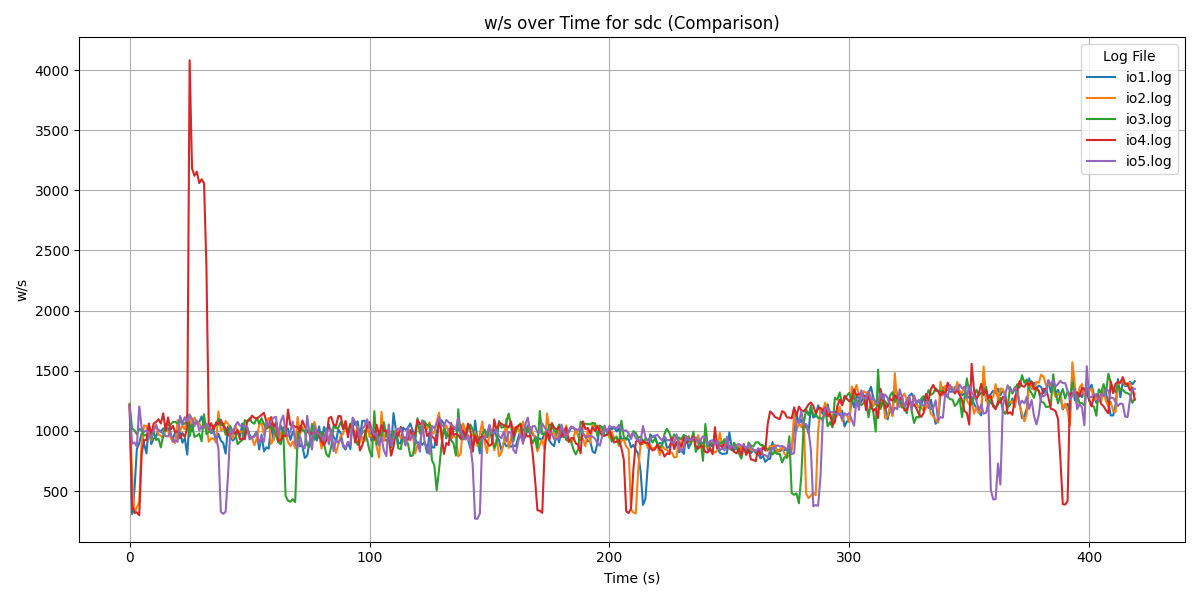 w/s over Time for sdc (Comparison)
Log File
io1.log
io2.log
io3.log
io4.log
io5.log
w/s
4000
3500
3000
2500
2000
1500
1000
500
0 100 200 300 400
Time (s)